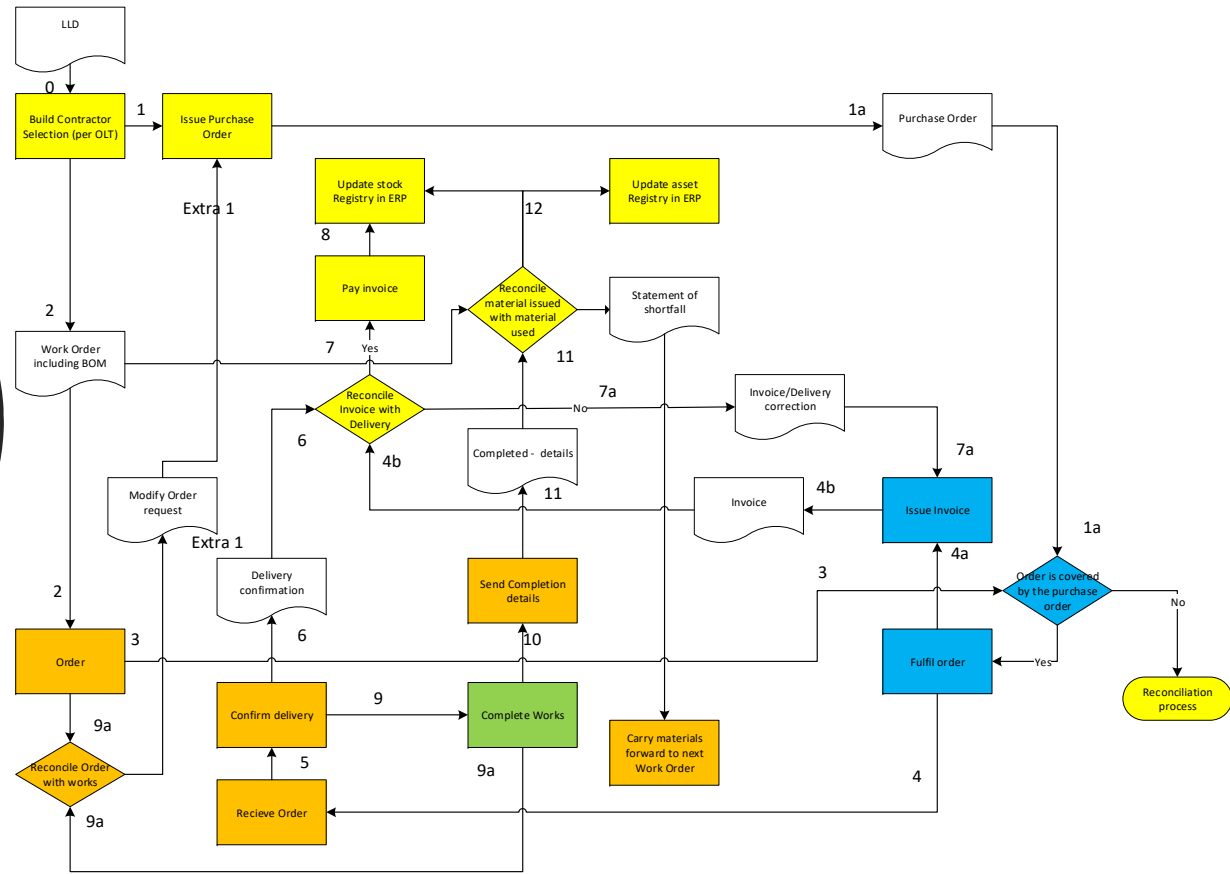 LLD
0
Build Contractor
Selection (per OLT)
1
Issue Purchase
Order
1a
Purchase Order
Extra 1
Update stock
Registry in ERP
12
Update asset
Registry in ERP
8
Pay invoice
Reconcile
material issued
with material
used
Statement of
shortfall
2
Work Order
including BOM
7
Yes
11
Reconcile
Invoice with
Delivery
7a
No
Invoice/Delivery
correction
6
4b
Completed - details
7a
Modify Order
request
11
Invoice
4b
Issue Invoice
1a
Extra 1
4a
Delivery
confirmation
Send Completion
details
3
Order is covered
by the purchase
order
2
No
6
10
3
Order
Fulfil order
Yes
9
Confirm delivery
Complete Works
Reconciliation
process
9a
Reconcile Order
with works
5
9a
Carry materials
forward to next
Work Order
4
9a
Recieve Order